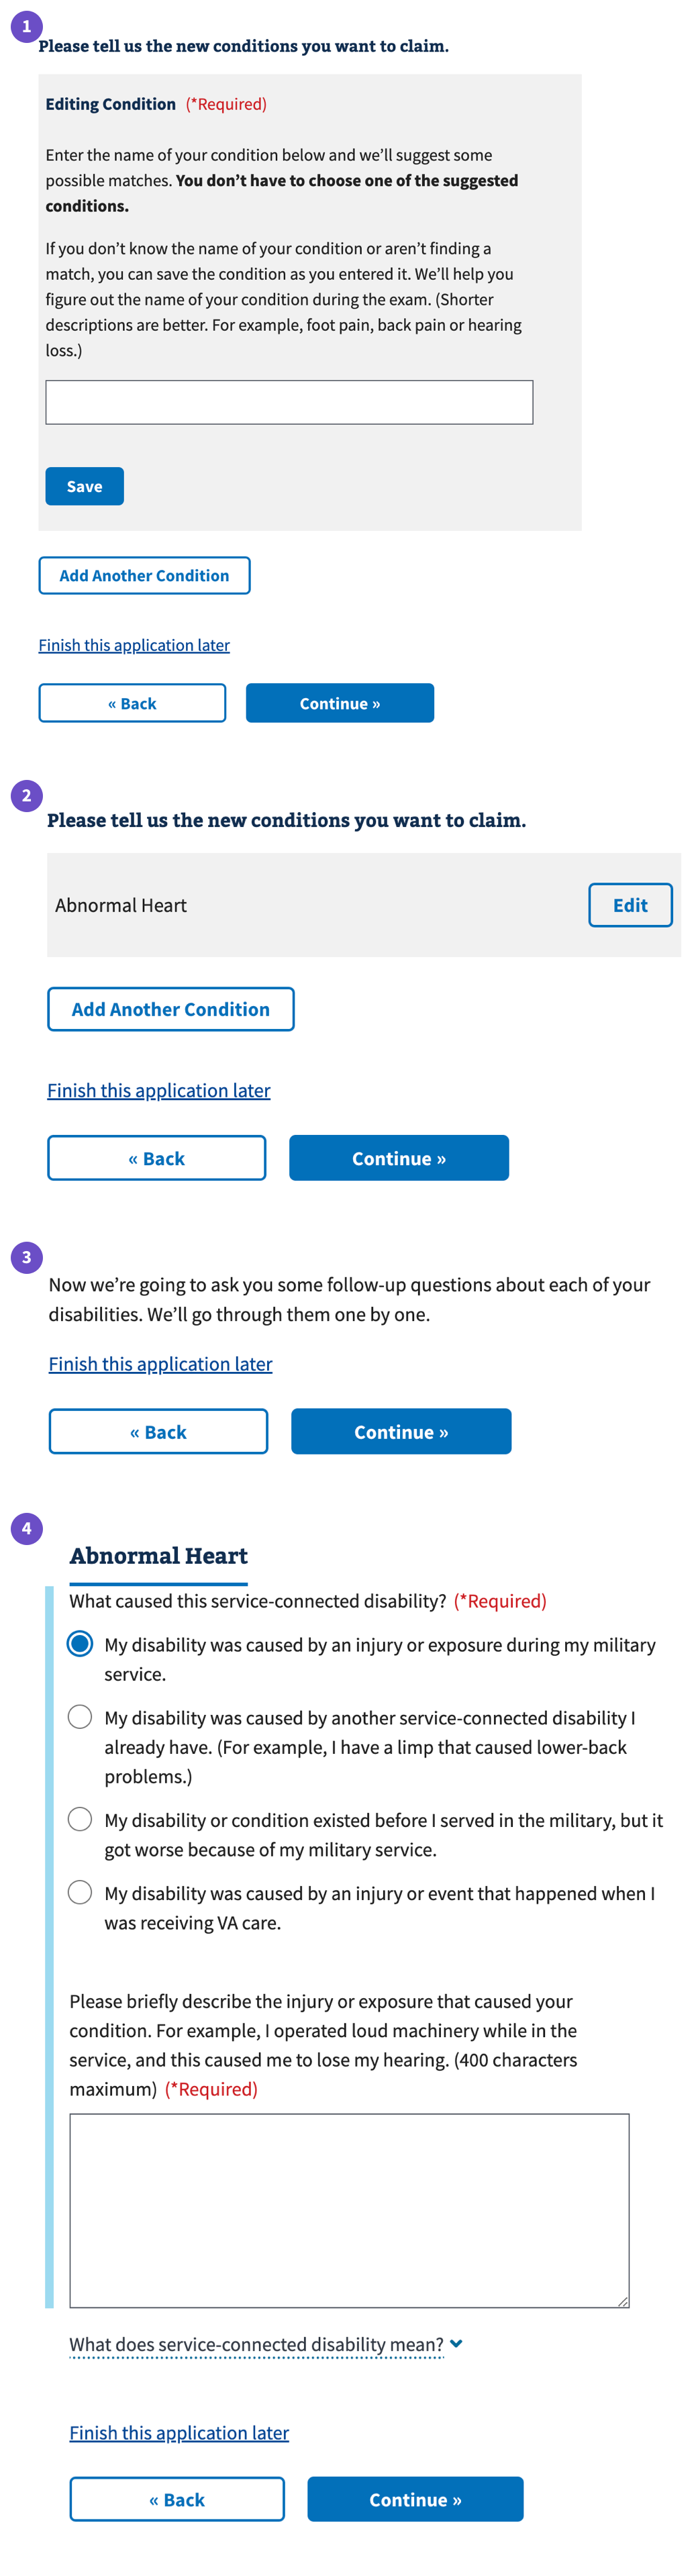 1
Please tell us the new conditions you want to claim.
Editing Condition (*Required)
Enter the name of your condition below and we’ll suggest some
possible matches. You don’t have to choose one of the suggested
conditions.
If you don’t know the name of your condition or aren’t finding a
match, you can save the condition as you entered it. We’ll help you
figure out the name of your condition during the exam. (Shorter
descriptions are better. For example, foot pain, back pain or hearing
loss.)
Save
Add Another Condition
Finish this application later
« Back
Continue »
2
Please tell us the new conditions you want to claim.
Abnormal Heart
Edit
Add Another Condition
Finish this application later
« Back
Continue »
3
Now we’re going to ask you some follow-up questions about each of your
disabilities. We’ll go through them one by one.
Finish this application later
« Back
Continue »
4
Abnormal Heart
What caused this service-connected disability? (*Required)
My disability was caused by an injury or exposure during my military
service.
My disability was caused by another service-connected disability I
already have. (For example, I have a limp that caused lower-back
problems.)
My disability or condition existed before I served in the military, but it
got worse because of my military service.
My disability was caused by an injury or event that happened when I
was receiving VA care.
Please briefly describe the injury or exposure that caused your
condition. For example, I operated loud machinery while in the
service, and this caused me to lose my hearing. (400 characters
maximum) (*Required)
What does service-connected disability mean?
Finish this application later
« Back
Continue »